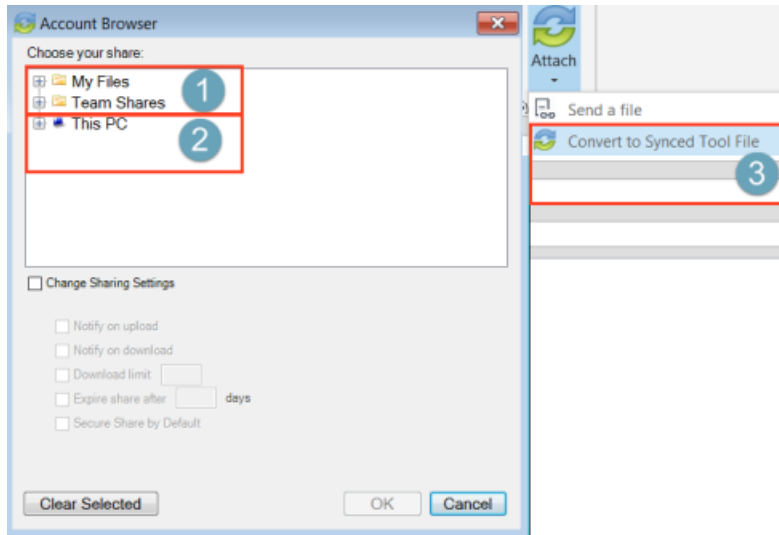 Account Browser
Choose your share:
My Files
Team Shares
1
This PC
2
Change Sharing Settings
Notify on upload
Notify on download
Download limit
Expire share after days
Secure Share by Default
Clear Selected OK Cancel
Attach
Send a file
Convert to Synced Tool File
3